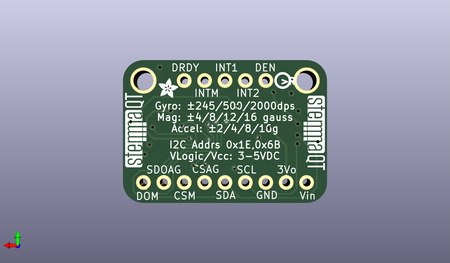 DRDY INT1 DEN
INTM INT2
Gyro: ±245/500/2000dps
Mag: ±4/8/12/16 gauss
Accel: ±2/4/8/16g
I2C Addrs 0x1E,0x6B
VLogic/Vcc: 3-5VDC
stemmaQT
stemmaQT
SDOAG CSAG SCL 3Vo
DOM CSM SDA GND Vin